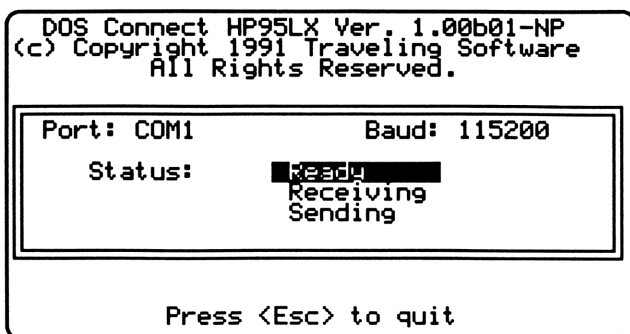 DOS Connect HP95LX Ver. 1.00b01-NP
(c) Copyright 1991 Traveling Software
All Rights Reserved.
Port: COM1 Baud: 115200
Status: Ready
Receiving
Sending
Press <Esc> to quit